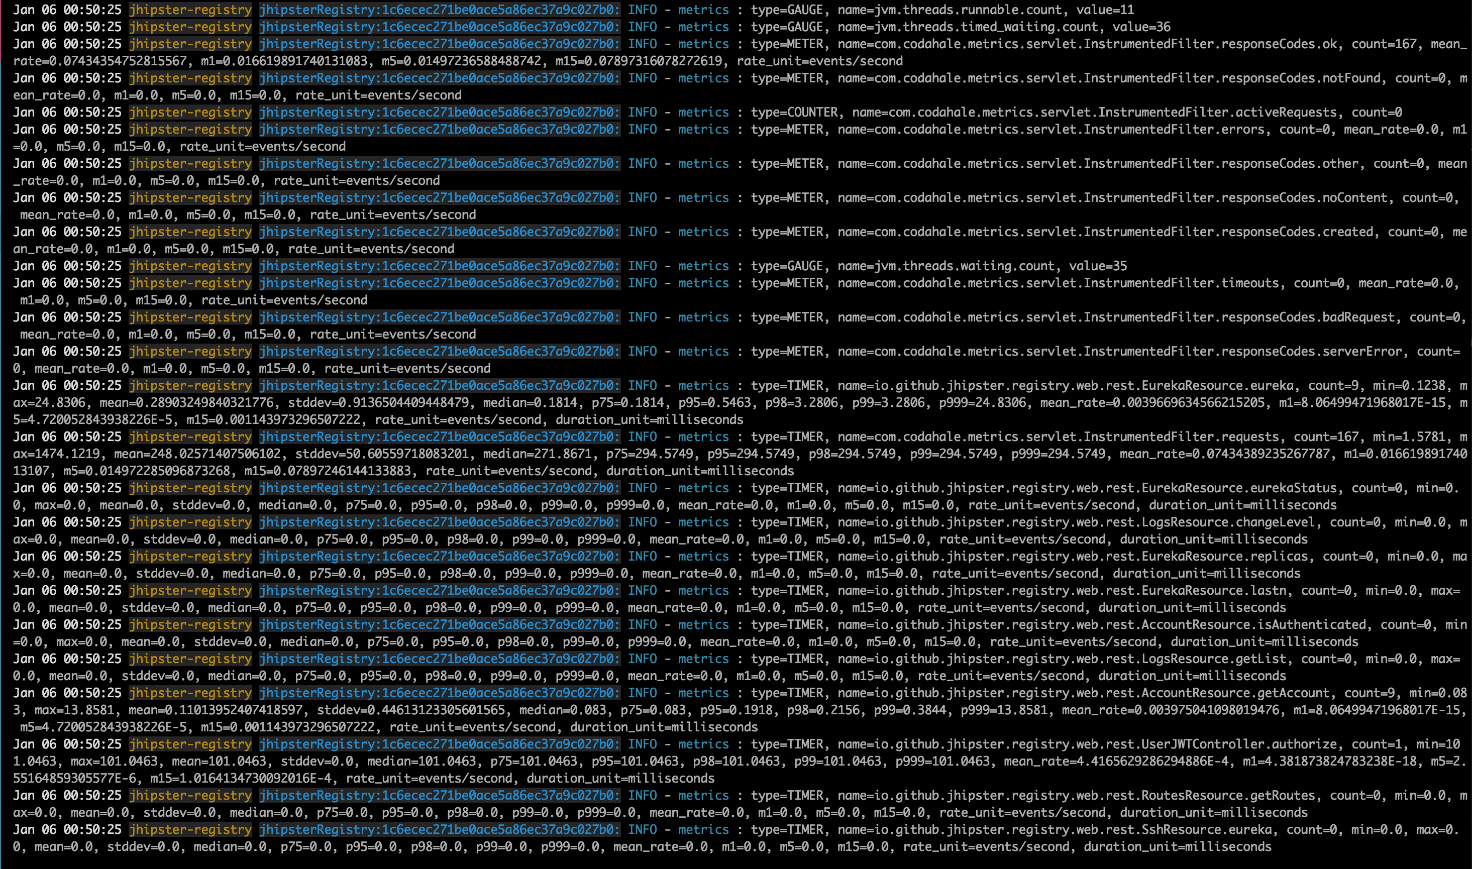 Jan 06 00:50:25 jhipster-registry jhipsterRegistry:1c6ecec271be0ace5a86ec37a9c027b0: INFO - metrics : type=GAUGE, name=jvm.threads.runnable.count, value=11
Jan 06 00:50:25 jhipster-registry jhipsterRegistry:1c6ecec271be0ace5a86ec37a9c027b0: INFO - metrics : type=GAUGE, name=jvm.threads.timed_waiting.count, value=36
Jan 06 00:50:25 jhipster-registry jhipsterRegistry:1c6ecec271be0ace5a86ec37a9c027b0: INFO - metrics : type=METER, name=com.codahale.metrics.servlet.InstrumentedFilter.responseCodes.ok, count=167, mean_
rate=0.07434354752815567, m1=0.016619891740131083, m5=0.01497236588488742, m15=0.07897316078272619, rate_unit=events/second
Jan 06 00:50:25 jhipster-registry jhipsterRegistry:1c6ecec271be0ace5a86ec37a9c027b0: INFO - metrics : type=METER, name=com.codahale.metrics.servlet.InstrumentedFilter.responseCodes.notFound, count=0, m
ean_rate=0.0, m1=0.0, m5=0.0, m15=0.0, rate_unit=events/second
Jan 06 00:50:25 jhipster-registry jhipsterRegistry:1c6ecec271be0ace5a86ec37a9c027b0: INFO - metrics : type=COUNTER, name=com.codahale.metrics.servlet.InstrumentedFilter.activeRequests, count=0
Jan 06 00:50:25 jhipster-registry jhipsterRegistry:1c6ecec271be0ace5a86ec37a9c027b0: INFO - metrics : type=METER, name=com.codahale.metrics.servlet.InstrumentedFilter.errors, count=0, mean_rate=0.0, m1
=0.0, m5=0.0, m15=0.0, rate_unit=events/second
Jan 06 00:50:25 jhipster-registry jhipsterRegistry:1c6ecec271be0ace5a86ec37a9c027b0: INFO - metrics : type=METER, name=com.codahale.metrics.servlet.InstrumentedFilter.responseCodes.other, count=0, mean
_rate=0.0, m1=0.0, m5=0.0, m15=0.0, rate_unit=events/second
Jan 06 00:50:25 jhipster-registry jhipsterRegistry:1c6ecec271be0ace5a86ec37a9c027b0: INFO - metrics : type=METER, name=com.codahale.metrics.servlet.InstrumentedFilter.responseCodes.noContent, count=0,
mean_rate=0.0, m1=0.0, m5=0.0, m15=0.0, rate_unit=events/second
Jan 06 00:50:25 jhipster-registry jhipsterRegistry:1c6ecec271be0ace5a86ec37a9c027b0: INFO - metrics : type=METER, name=com.codahale.metrics.servlet.InstrumentedFilter.responseCodes.created, count=0, me
an_rate=0.0, m1=0.0, m5=0.0, m15=0.0, rate_unit=events/second
Jan 06 00:50:25 jhipster-registry jhipsterRegistry:1c6ecec271be0ace5a86ec37a9c027b0: INFO - metrics : type=GAUGE, name=jvm.threads.waiting.count, value=35
Jan 06 00:50:25 jhipster-registry jhipsterRegistry:1c6ecec271be0ace5a86ec37a9c027b0: INFO - metrics : type=METER, name=com.codahale.metrics.servlet.InstrumentedFilter.timeouts, count=0, mean_rate=0.0,
m1=0.0, m5=0.0, m15=0.0, rate_unit=events/second
Jan 06 00:50:25 jhipster-registry jhipsterRegistry:1c6ecec271be0ace5a86ec37a9c027b0: INFO - metrics : type=METER, name=com.codahale.metrics.servlet.InstrumentedFilter.responseCodes.badRequest, count=0,
mean_rate=0.0, m1=0.0, m5=0.0, m15=0.0, rate_unit=events/second
Jan 06 00:50:25 jhipster-registry jhipsterRegistry:1c6ecec271be0ace5a86ec37a9c027b0: INFO - metrics : type=METER, name=com.codahale.metrics.servlet.InstrumentedFilter.responseCodes.serverError, count=
0, mean_rate=0.0, m1=0.0, m5=0.0, m15=0.0, rate_unit=events/second
Jan 06 00:50:25 jhipster-registry jhipsterRegistry:1c6ecec271be0ace5a86ec37a9c027b0: INFO - metrics : type=TIMER, name=io.github.jhipster.registry.web.rest.EurekaResource.eureka, count=9, min=0.1238, m
ax=24.8306, mean=0.28903249840321776, stddev=0.9136504409448479, median=0.1814, p75=0.1814, p95=0.5463, p98=3.2806, p99=3.2806, p999=24.8306, mean_rate=0.0039669634566215205, m1=8.06499471968017E-15, m
5=4.720052843938226E-5, m15=0.001143973296507222, rate_unit=events/second, duration_unit=milliseconds
Jan 06 00:50:25 jhipster-registry jhipsterRegistry:1c6ecec271be0ace5a86ec37a9c027b0: INFO - metrics : type=TIMER, name=com.codahale.metrics.servlet.InstrumentedFilter.requests, count=167, min=1.5781, m
ax=1474.1219, mean=248.02571407506102, stddev=50.60559718083201, median=271.8671, p75=294.5749, p95=294.5749, p98=294.5749, p99=294.5749, p999=294.5749, mean_rate=0.07434389235267787, m1=0.016619891740
13107, m5=0.014972285096873268, m15=0.07897246144133883, rate_unit=events/second, duration_unit=milliseconds
Jan 06 00:50:25 jhipster-registry jhipsterRegistry:1c6ecec271be0ace5a86ec37a9c027b0: INFO - metrics : type=TIMER, name=io.github.jhipster.registry.web.rest.EurekaResource.eurekaStatus, count=0, min=0.
0, max=0.0, mean=0.0, stddev=0.0, median=0.0, p75=0.0, p95=0.0, p98=0.0, p99=0.0, p999=0.0, mean_rate=0.0, m1=0.0, m5=0.0, m15=0.0, rate_unit=events/second, duration_unit=milliseconds
Jan 06 00:50:25 jhipster-registry jhipsterRegistry:1c6ecec271be0ace5a86ec37a9c027b0: INFO - metrics : type=TIMER, name=io.github.jhipster.registry.web.rest.LogsResource.changeLevel, count=0, min=0.0, m
ax=0.0, mean=0.0, stddev=0.0, median=0.0, p75=0.0, p95=0.0, p98=0.0, p99=0.0, p999=0.0, mean_rate=0.0, m1=0.0, m5=0.0, m15=0.0, rate_unit=events/second, duration_unit=milliseconds
Jan 06 00:50:25 jhipster-registry jhipsterRegistry:1c6ecec271be0ace5a86ec37a9c027b0: INFO - metrics : type=TIMER, name=io.github.jhipster.registry.web.rest.EurekaResource.replicas, count=0, min=0.0, ma
x=0.0, mean=0.0, stddev=0.0, median=0.0, p75=0.0, p95=0.0, p98=0.0, p99=0.0, p999=0.0, mean_rate=0.0, m1=0.0, m5=0.0, m15=0.0, rate_unit=events/second, duration_unit=milliseconds
Jan 06 00:50:25 jhipster-registry jhipsterRegistry:1c6ecec271be0ace5a86ec37a9c027b0: INFO - metrics : type=TIMER, name=io.github.jhipster.registry.web.rest.EurekaResource.lastn, count=0, min=0.0, max=
0.0, mean=0.0, stddev=0.0, median=0.0, p75=0.0, p95=0.0, p98=0.0, p99=0.0, p999=0.0, mean_rate=0.0, m1=0.0, m5=0.0, m15=0.0, rate_unit=events/second, duration_unit=milliseconds
Jan 06 00:50:25 jhipster-registry jhipsterRegistry:1c6ecec271be0ace5a86ec37a9c027b0: INFO - metrics : type=TIMER, name=io.github.jhipster.registry.web.rest.AccountResource.isAuthenticated, count=0, min
=0.0, max=0.0, mean=0.0, stddev=0.0, median=0.0, p75=0.0, p95=0.0, p98=0.0, p99=0.0, p999=0.0, mean_rate=0.0, m1=0.0, m5=0.0, m15=0.0, rate_unit=events/second, duration_unit=milliseconds
Jan 06 00:50:25 jhipster-registry jhipsterRegistry:1c6ecec271be0ace5a86ec37a9c027b0: INFO - metrics : type=TIMER, name=io.github.jhipster.registry.web.rest.LogsResource.getList, count=0, min=0.0, max=
0.0, mean=0.0, stddev=0.0, median=0.0, p75=0.0, p95=0.0, p98=0.0, p99=0.0, p999=0.0, mean_rate=0.0, m1=0.0, m5=0.0, m15=0.0, rate_unit=events/second, duration_unit=milliseconds
Jan 06 00:50:25 jhipster-registry jhipsterRegistry:1c6ecec271be0ace5a86ec37a9c027b0: INFO - metrics : type=TIMER, name=io.github.jhipster.registry.web.rest.AccountResource.getAccount, count=9, min=0.08
3, max=13.8581, mean=0.11013952407418597, stddev=0.44613123305601565, median=0.083, p75=0.083, p95=0.1918, p98=0.2156, p99=0.3844, p999=13.8581, mean_rate=0.003975041098019476, m1=8.06499471968017E-15,
m5=4.720052843938226E-5, m15=0.001143973296507222, rate_unit=events/second, duration_unit=milliseconds
Jan 06 00:50:25 jhipster-registry jhipsterRegistry:1c6ecec271be0ace5a86ec37a9c027b0: INFO - metrics : type=TIMER, name=io.github.jhipster.registry.web.rest.UserJWTController.authorize, count=1, min=10
1.0463, max=101.0463, mean=101.0463, stddev=0.0, median=101.0463, p75=101.0463, p95=101.0463, p98=101.0463, p99=101.0463, p999=101.0463, mean_rate=4.4165629286294886E-4, m1=4.381873824783238E-18, m5=2.
551648593055​77E-6, m15=1.0164134730092016E-4, rate_unit=events/second, duration_unit=milliseconds
Jan 06 00:50:25 jhipster-registry jhipsterRegistry:1c6ecec271be0ace5a86ec37a9c027b0: INFO - metrics : type=TIMER, name=io.github.jhipster.registry.web.rest.RoutesResource.getRoutes, count=0, min=0.0, m
ax=0.0, mean=0.0, stddev=0.0, median=0.0, p75=0.0, p95=0.0, p98=0.0, p99=0.0, p999=0.0, mean_rate=0.0, m1=0.0, m5=0.0, m15=0.0, rate_unit=events/second, duration_unit=milliseconds
Jan 06 00:50:25 jhipster-registry jhipsterRegistry:1c6ecec271be0ace5a86ec37a9c027b0: INFO - metrics : type=TIMER, name=io.github.jhipster.registry.web.rest.SshResource.eureka, count=0, min=0.0, max=0.
0, mean=0.0, stddev=0.0, median=0.0, p75=0.0, p95=0.0, p98=0.0, p99=0.0, p999=0.0, mean_rate=0.0, m1=0.0, m5=0.0, m15=0.0, rate_unit=events/second, duration_unit=milliseconds